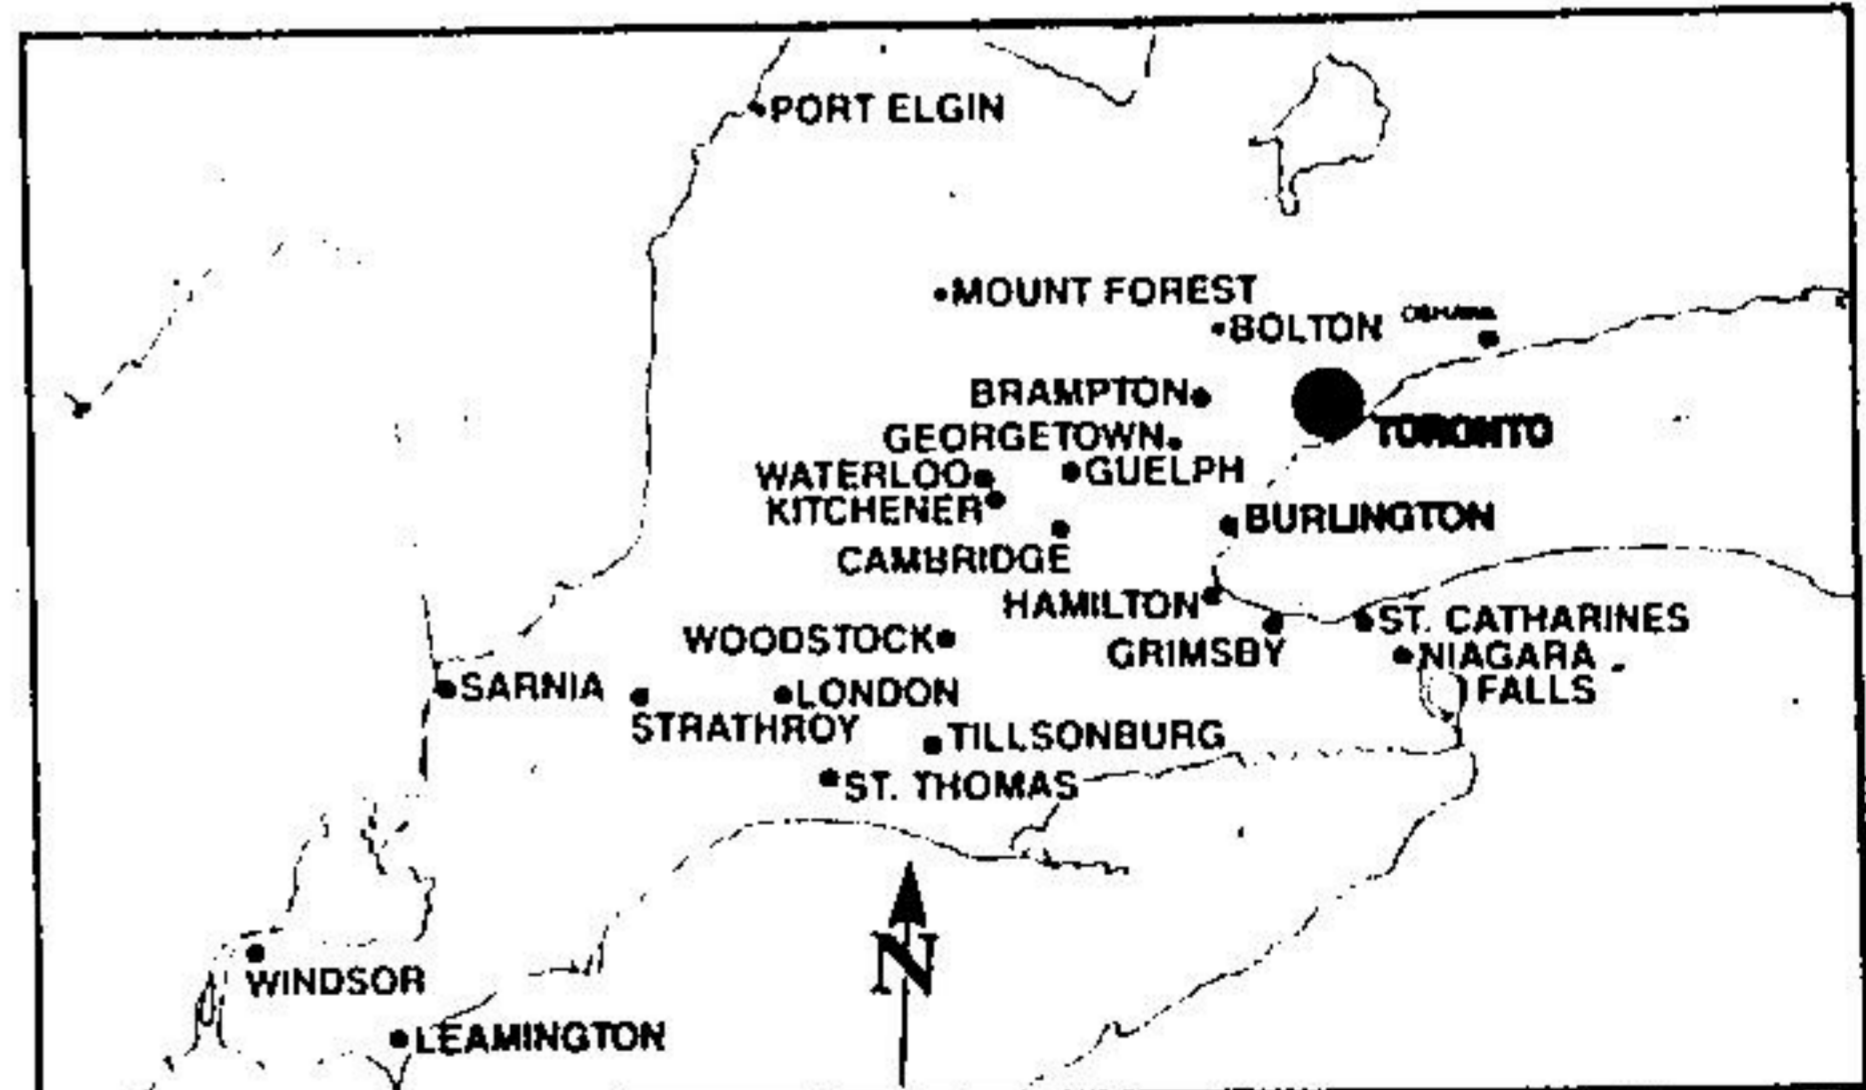 PORT ELGIN
MOUNT FOREST
BOLTON
OSHAWA
BRAMPTON
TORONTO
GEORGETOWN
WATERLOO
GUELPH
KITCHENER
BURLINGTON
CAMBRIDGE
HAMILTON
ST. CATHARINES
WOODSTOCK
GRIMSBY
NIAGARA
FALLS
SARNIA
LONDON
STRATHROY
TILLSONBURG
ST. THOMAS
N
WINDSOR
LEAMINGTON